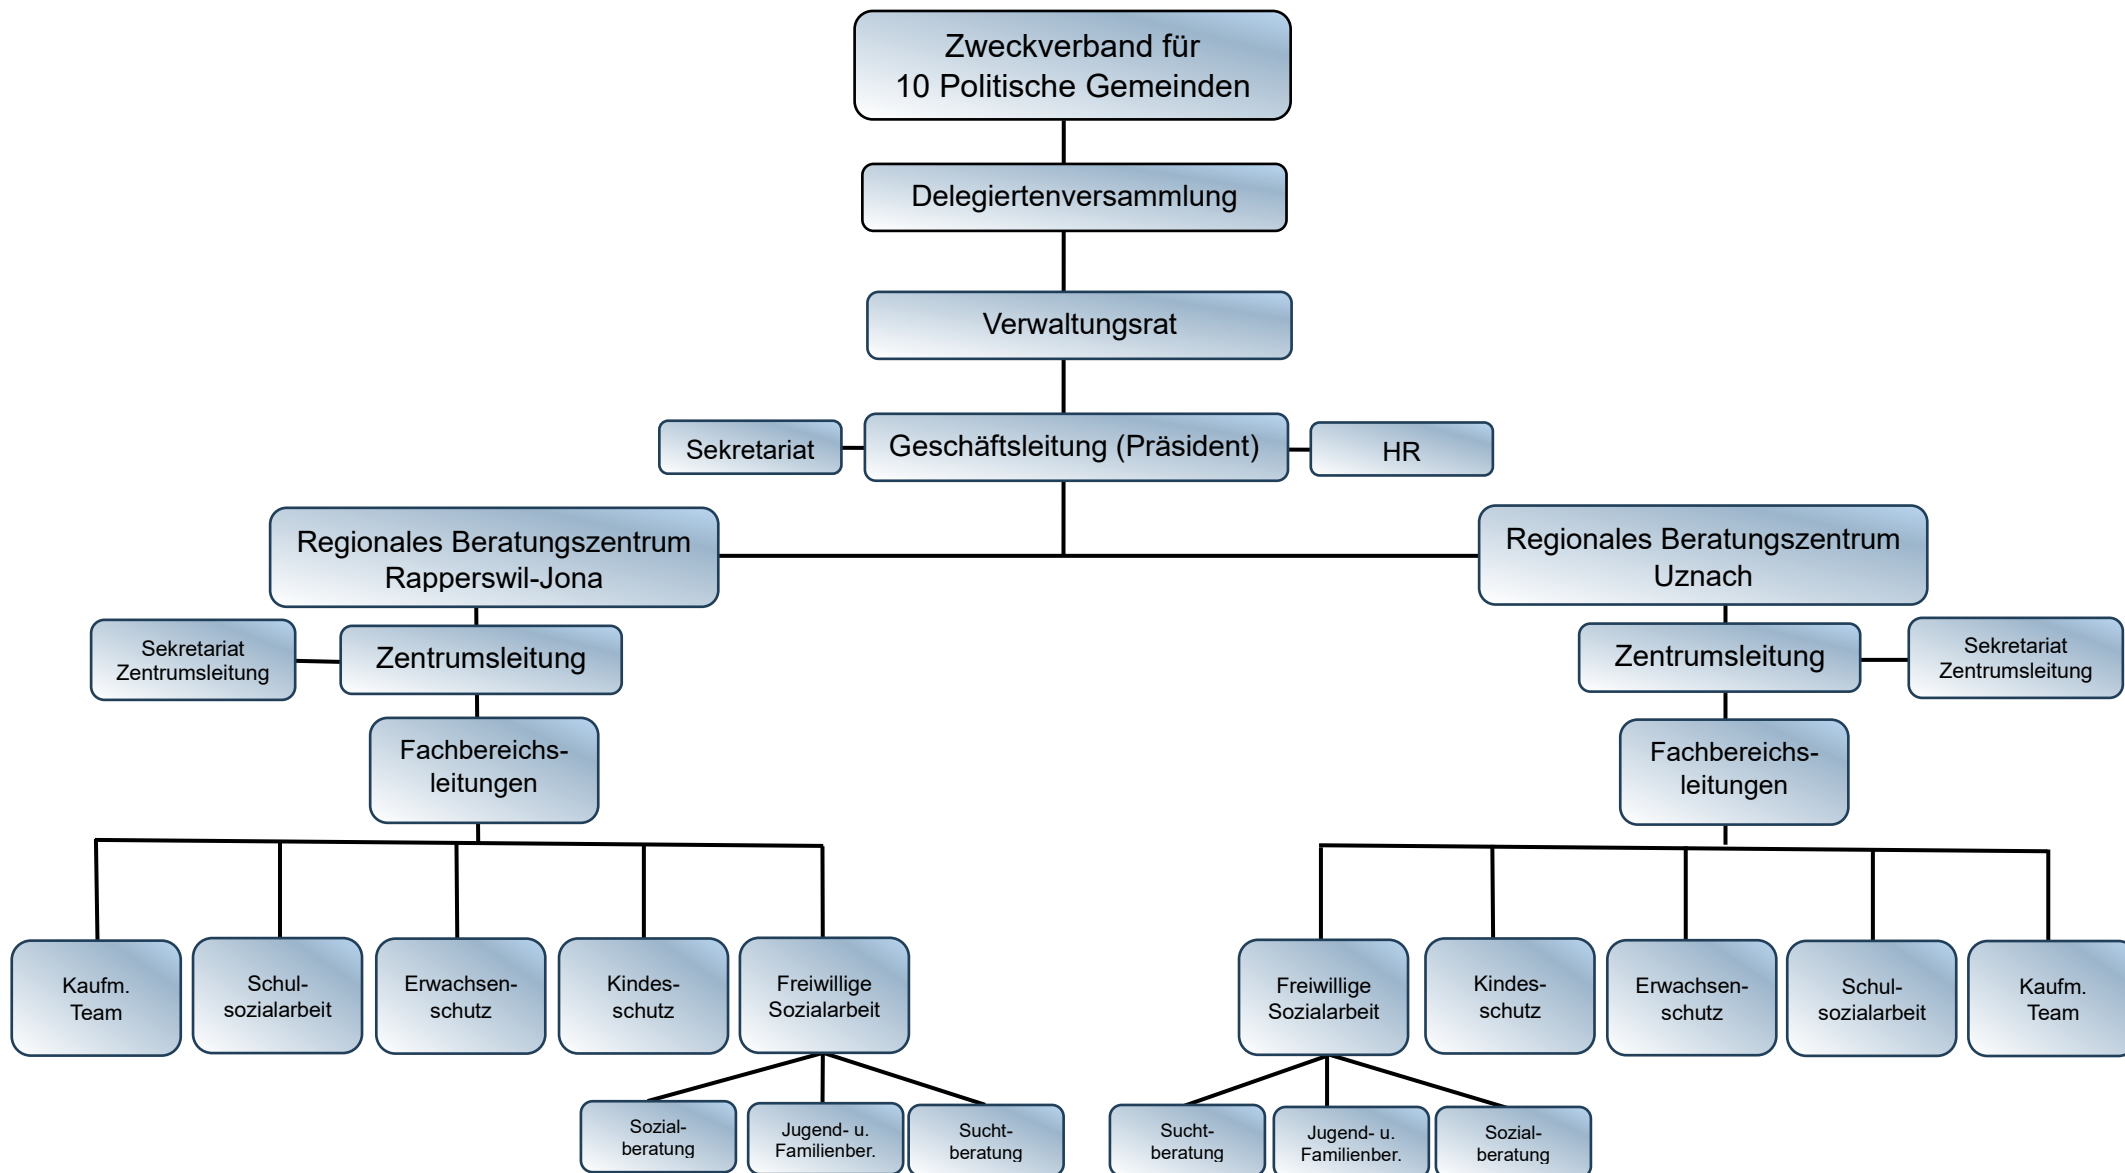 Zweckverband für
10 Politische Gemeinden
Delegiertenversammlung
Verwaltungsrat
Sekretariat
Geschäftsleitung (Präsident)
HR
Regionales Beratungszentrum
Rapperswil-Jona
Regionales Beratungszentrum
Uznach
Sekretariat
Zentrumsleitung
Zentrumsleitung
Zentrumsleitung
Sekretariat
Zentrumsleitung
Fachbereichs-
leitungen
Fachbereichs-
leitungen
Kaufm.
Team
Schul-
sozialarbeit
Erwachsen-
schutz
Kindes-
schutz
Freiwillige
Sozialarbeit
Freiwillige
Sozialarbeit
Kindes-
schutz
Erwachsen-
schutz
Schul-
sozialarbeit
Kaufm.
Team
Sozial-
beratung
Jugend- u.
Familienber.
Sucht-
beratung
Sucht-
beratung
Jugend- u.
Familienber.
Sozial-
beratung